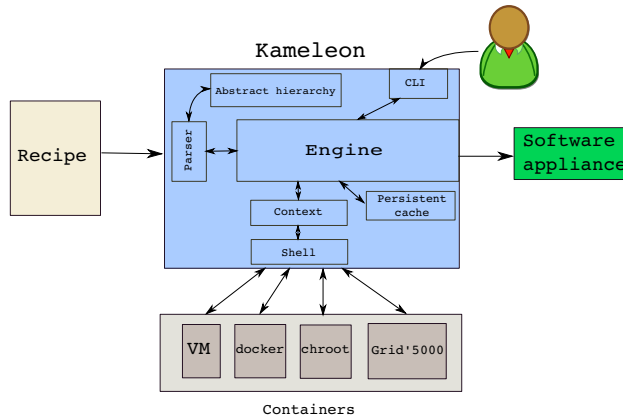 Kameleon
CLI
Abstract hierarchy
Recipe
Parser
Engine
Software
appliance
Persistent
cache
Context
Shell
VM
docker
chroot
Grid'5000
Containers